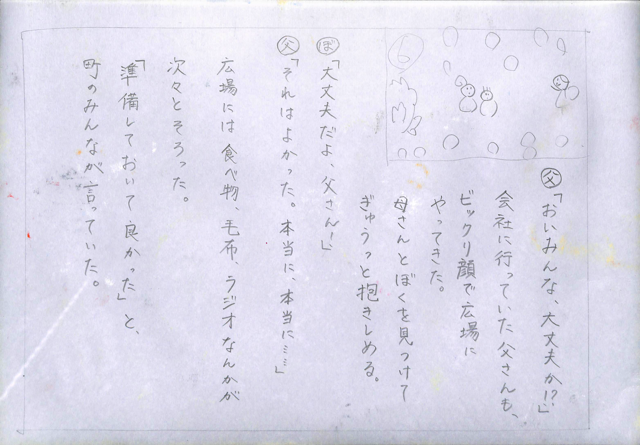 6
父「おいみんな、大丈夫か!?」
会社に行っていた父さんも、
ビックリ顔で広場に
やってきた。
母さんとぼくを見つけて
ぎゅうっと抱きしめる。
ぼ「大丈夫だよ、父さん!」
父「それはよかった。本当に、本当に……」
広場には食べ物、毛布、ラジオなんかが
次々とそろった。
「準備しておいて良かった」と、
町のみんなが言っていた。